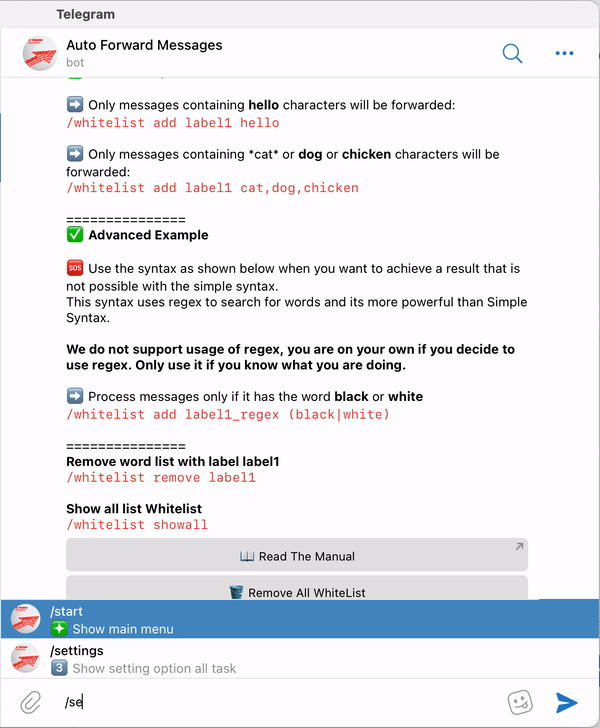 Telegram
Auto Forward Messages
bot
➡️ Only messages containing hello characters will be forwarded:
/whitelist add label1 hello
➡️ Only messages containing *cat* or dog or chicken characters will be
forwarded:
/whitelist add label1 cat,dog,chicken
===============
✅ Advanced Example
🆘 Use the syntax as shown below when you want to achieve a result that is
not possible with the simple syntax.
This syntax uses regex to search for words and its more powerful than Simple
Syntax.
We do not support usage of regex, you are on your own if you decide to
use regex. Only use it if you know what you are doing.
➡️ Process messages only if it has the word black or white
/whitelist add label1_regex (black|white)
===============
Remove word list with label label1
/whitelist remove label1
Show all list Whitelist
/whitelist showall
📖 Read The Manual
🗑 Remove All WhiteList
/start
Show main menu
/settings
3️⃣ Show setting option all task
/se